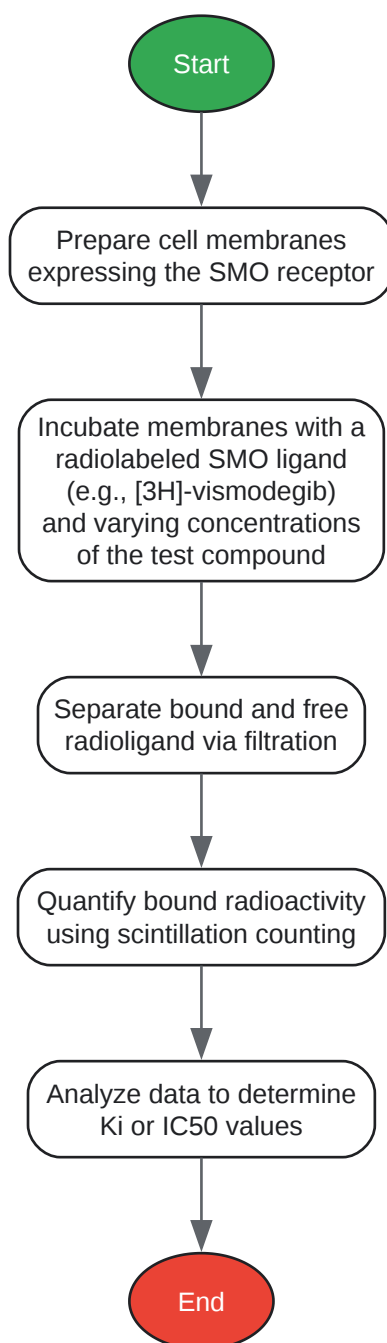 Start
Prepare cell membranes
expressing the SMO receptor
Incubate membranes with a
radiolabeled SMO ligand
(e.g., [3H]-vismodegib)
and varying concentrations
of the test compound
Separate bound and free
radioligand via filtration
Quantify bound radioactivity
using scintillation counting
Analyze data to determine
Ki or IC50 values
End